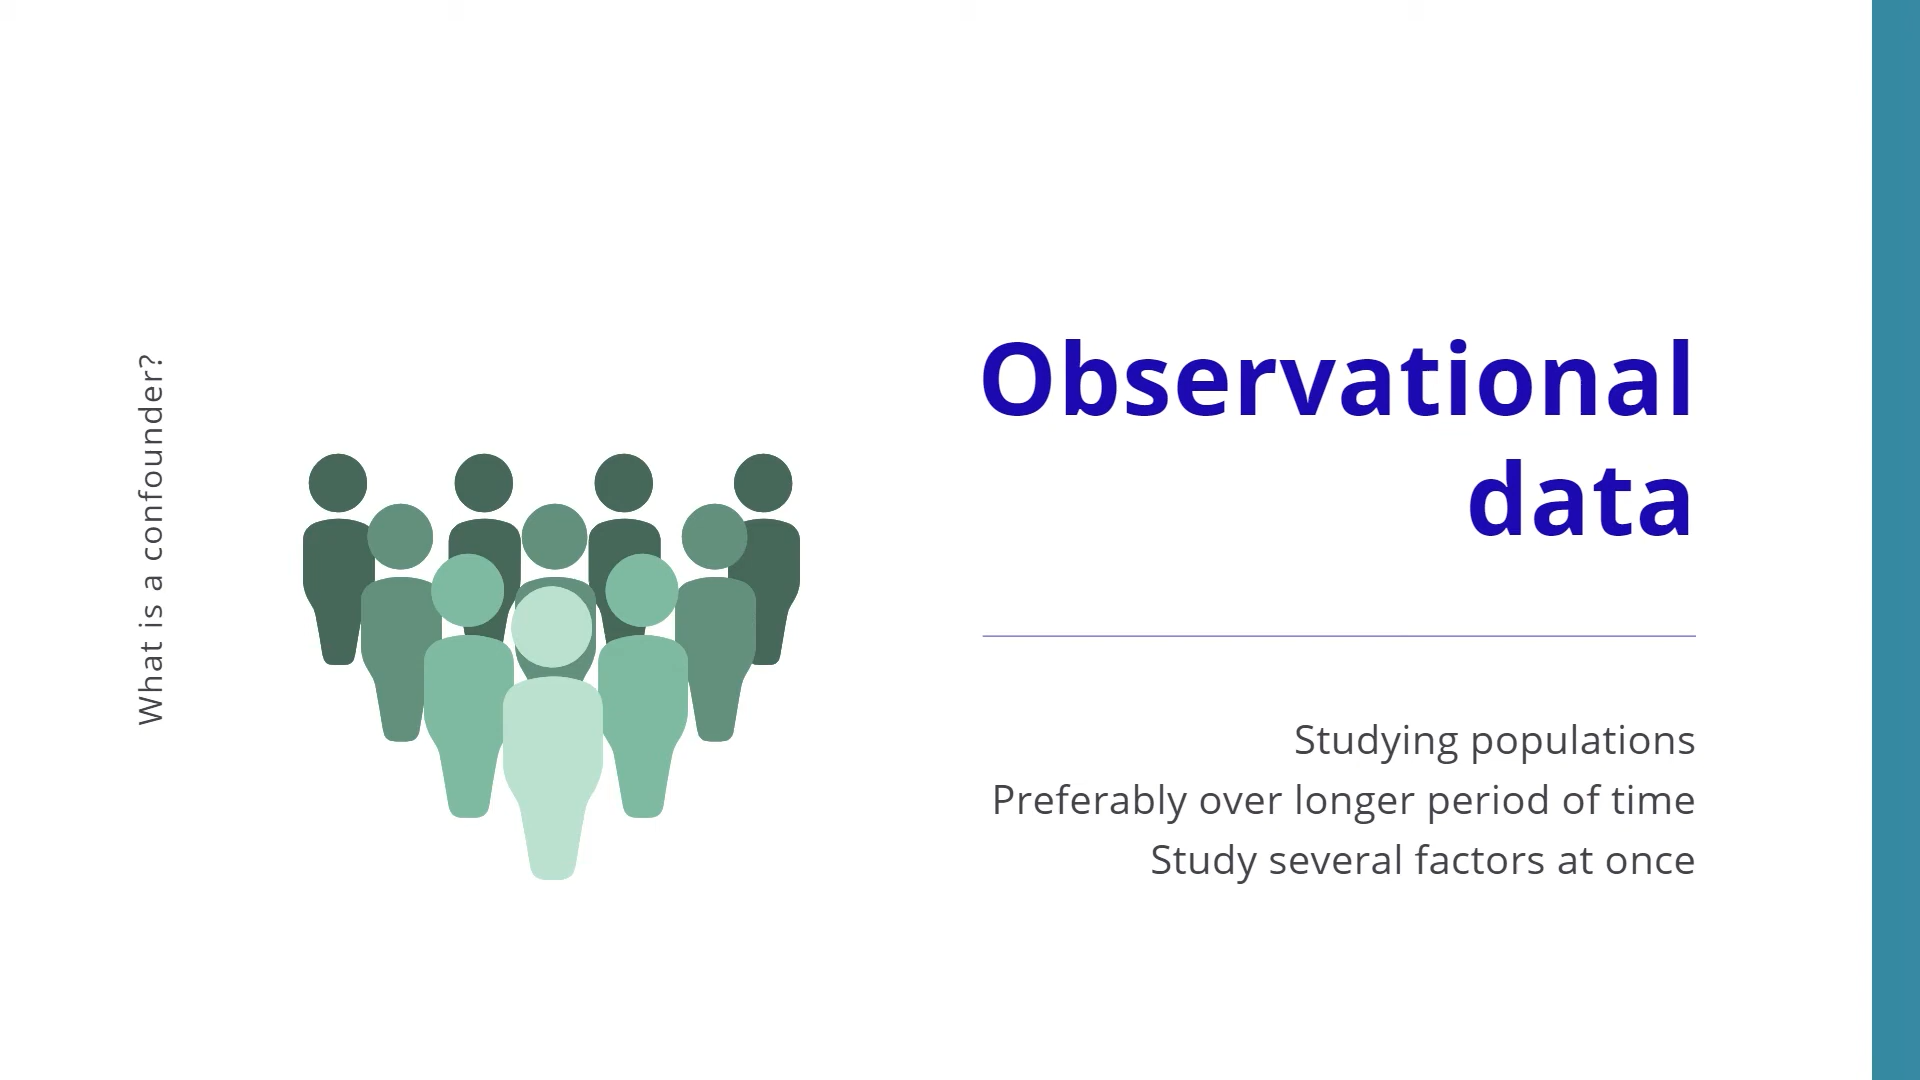 What is a confounder?
Observational
data
Studying populations
Preferably over longer period of time
Study several factors at once